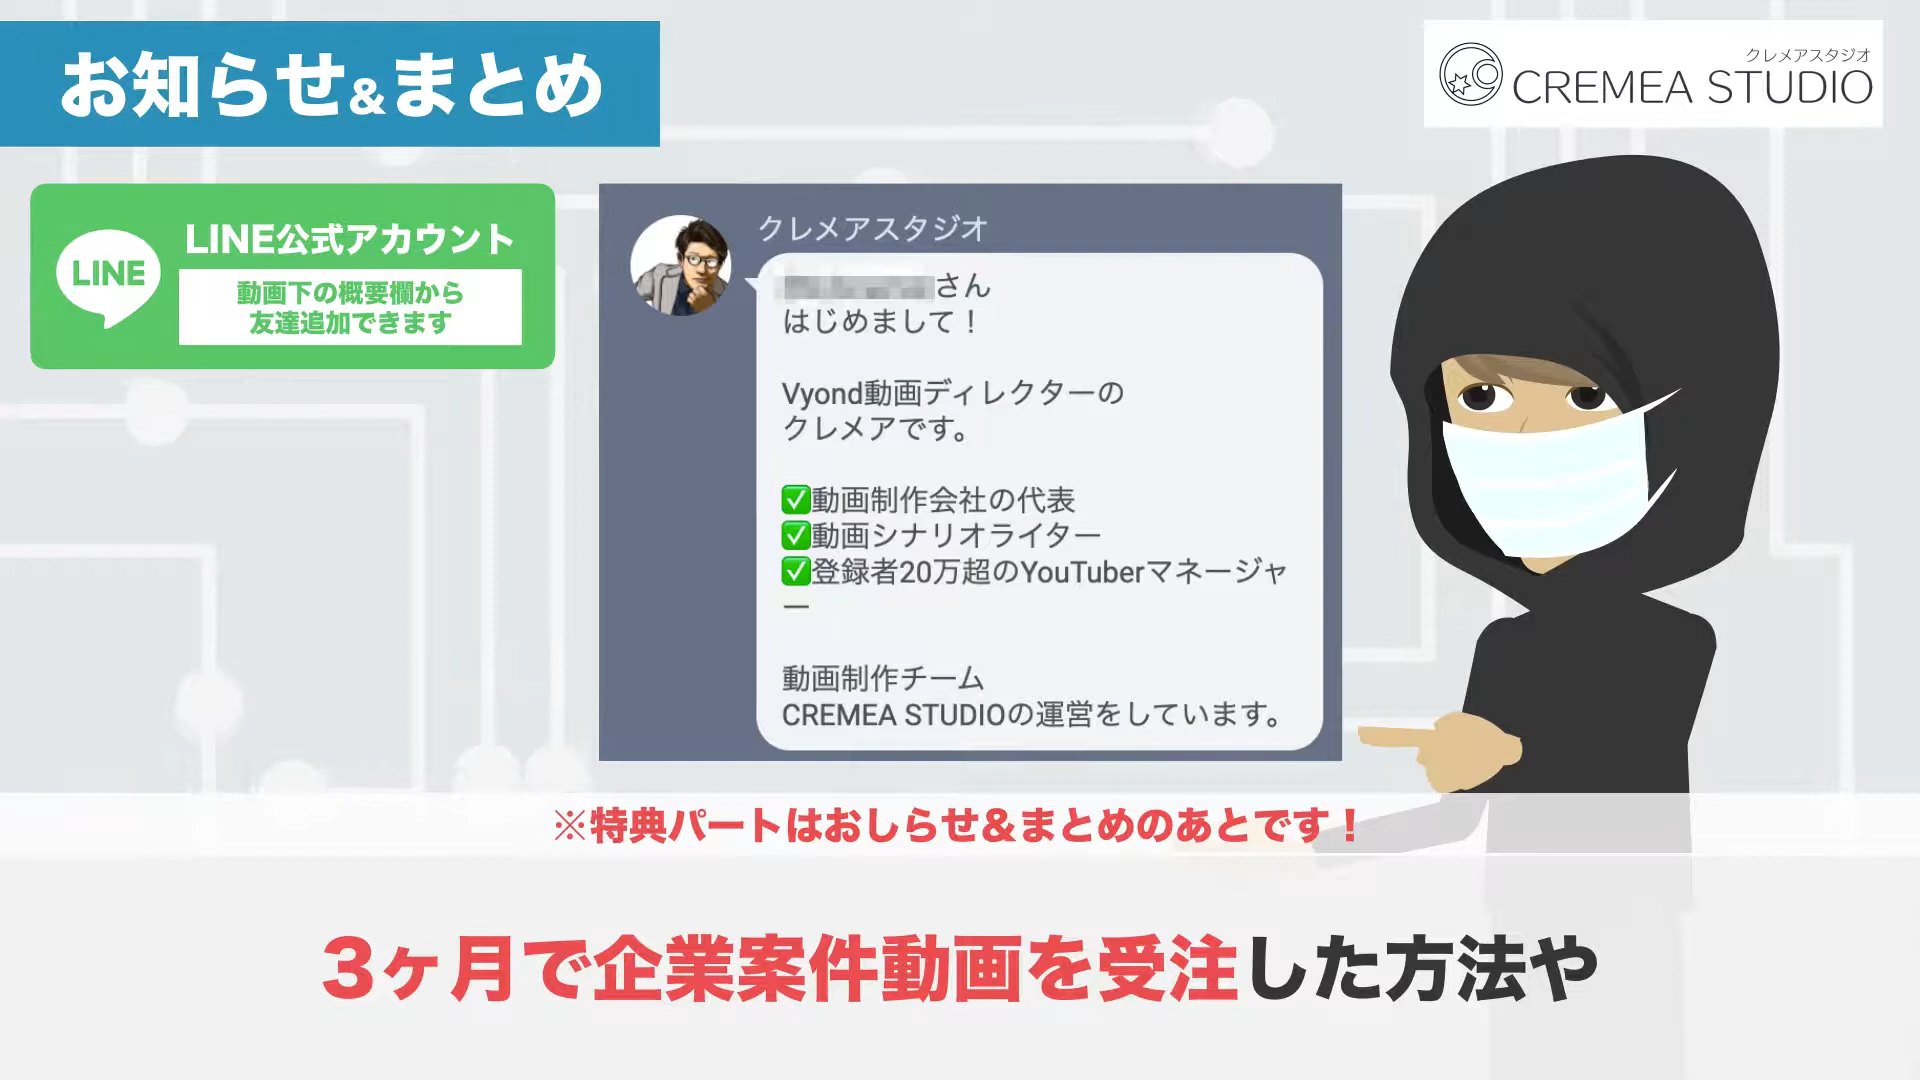 お知らせ&まとめ
クレメアスタジオ
CREMEA STUDIO
LINE
LINE公式アカウント
動画下の概要欄から
友達追加できます
クレメアスタジオ
さん
はじめまして！
Vyond動画ディレクターの
クレメアです。
✅動画制作会社の代表
✅動画シナリオライター
✅登録者20万超のYouTuberマネージャ
ー
動画制作チーム
CREMEA STUDIOの運営をしています。
※特典パートはおしらせ&まとめのあとです！
3ヶ月で企業案件動画を受注した方法や